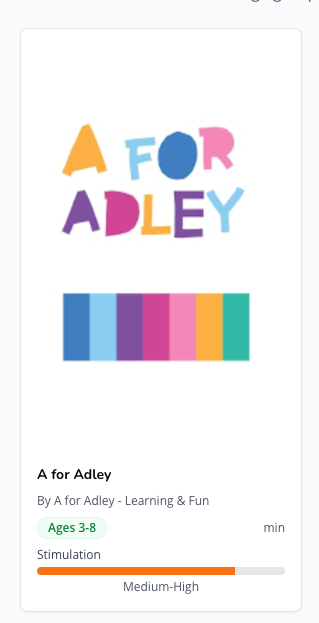 A FOR
ADLEY
A for Adley
By A for Adley - Learning & Fun
Ages 3-8
min
Stimulation
Medium-High